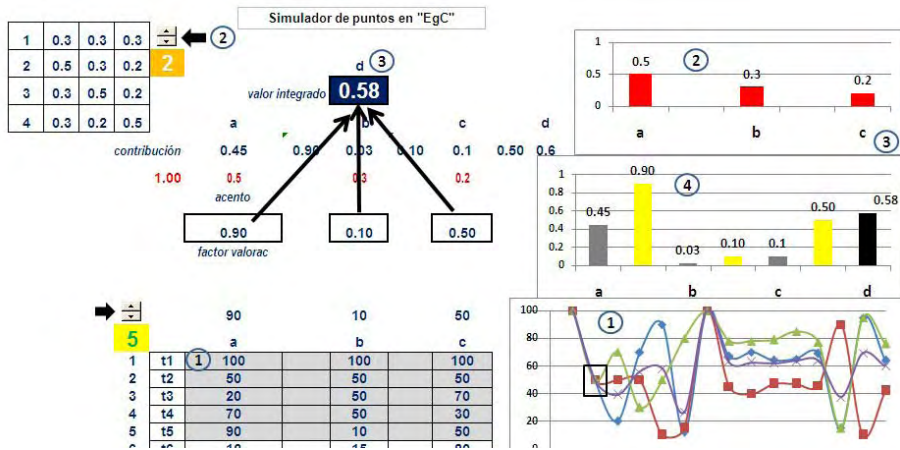 Simulador de puntos en "EgC"
1 0.3 0.3 0.3
2 0.5 0.3 0.2
3 0.3 0.5 0.2
4 0.3 0.2 0.5
2
2
d 3
valor integrado 0.58
a b c d
contribución 0.45 0.90 0.03 0.10 0.1 0.50 0.6
1.00 0.5 0.3 0.2
acento
0.90 0.10 0.50
factor valorac
90 10 50
5 a b c
1 t1 1 100 100 100
2 t2 50 50 50
3 t3 20 50 70
4 t4 70 50 30
5 t5 90 10 50
1
0.5
0
0.5 0.3 0.2
2
a b c
3
1
0.8
0.6
0.4
0.2
0
0.45 0.90 0.03 0.10 0.1 0.50 0.58
4
a b c d
100
80
60
40
20
1